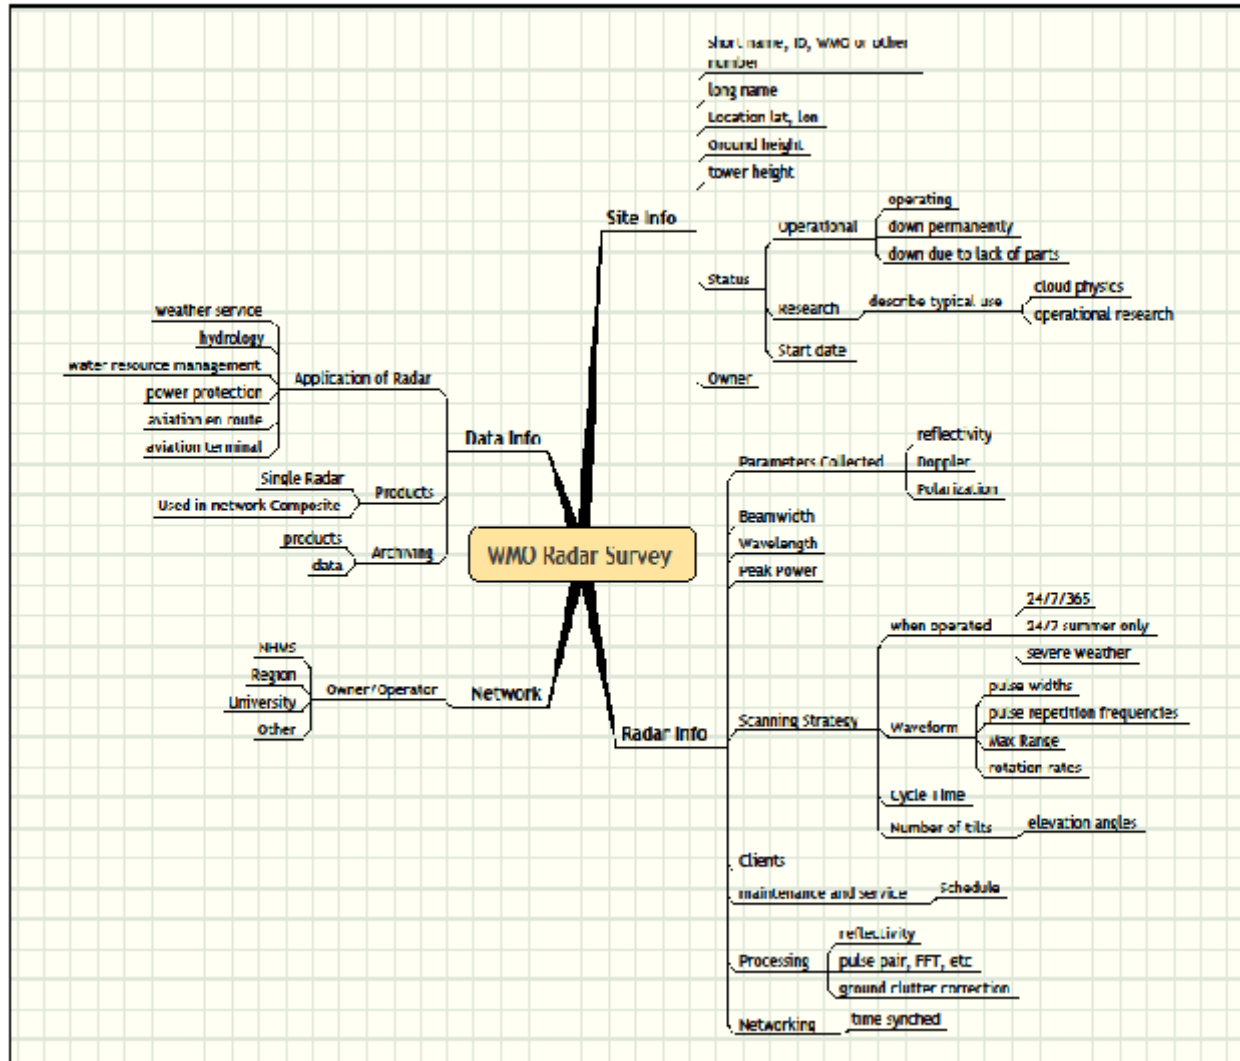 short name, ID, WMO or other
number
long name
Location lat, lon
Ground height
tower height
Site Info
operating
Operational
down permanently
down due to lack of parts
Status
cloud physics
Research
describe typical use
operational research
Start date
Owner
weather service
hydrology
water resource management
Application of Radar
power protection
aviation en route
aviation terminal
Data Info
Single Radar
Products
Used in network Composite
products
Archiving
data
WMO Radar Survey
NHMS
Region
Owner/Operator
University
Other
Network
Radar Info
reflectivity
Parameters Collected
Doppler
Polarization
Beamwidth
Wavelength
Peak Power
24/7/365
when operated
24/7 summer only
severe weather
pulse widths
Scanning Strategy
pulse repetition frequencies
Waveform
Max Range
rotation rates
Cycle Time
Number of tilts
elevation angles
Clients
maintenance and service
Schedule
reflectivity
Processing
pulse pair, FFT, etc
ground clutter correction
Networking
time synched